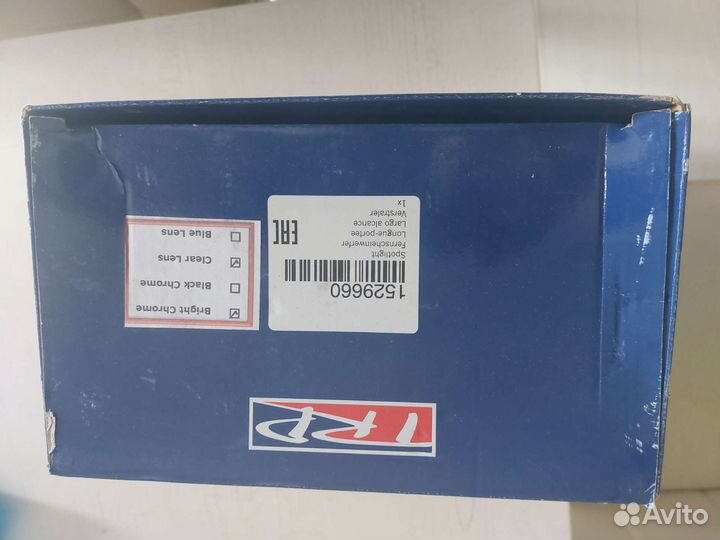 TRP
1529660
Spotlight
Fernscheinwerfer
Longue-portee
Largo alcance
Verstraler
1x
EAC
Bright Chrome
Black Chrome
Clear Lens
Blue Lens
Avito